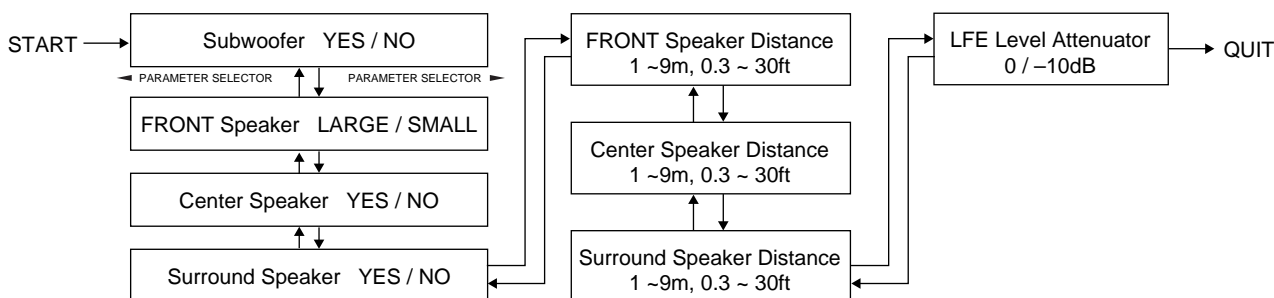 START
Subwoofer YES / NO
PARAMETER SELECTOR
PARAMETER SELECTOR
FRONT Speaker LARGE / SMALL
Center Speaker YES / NO
Surround Speaker YES / NO
FRONT Speaker Distance
1 ~9m, 0.3 ~ 30ft
Center Speaker Distance
1 ~9m, 0.3 ~ 30ft
Surround Speaker Distance
1 ~9m, 0.3 ~ 30ft
LFE Level Attenuator
0 / –10dB
QUIT